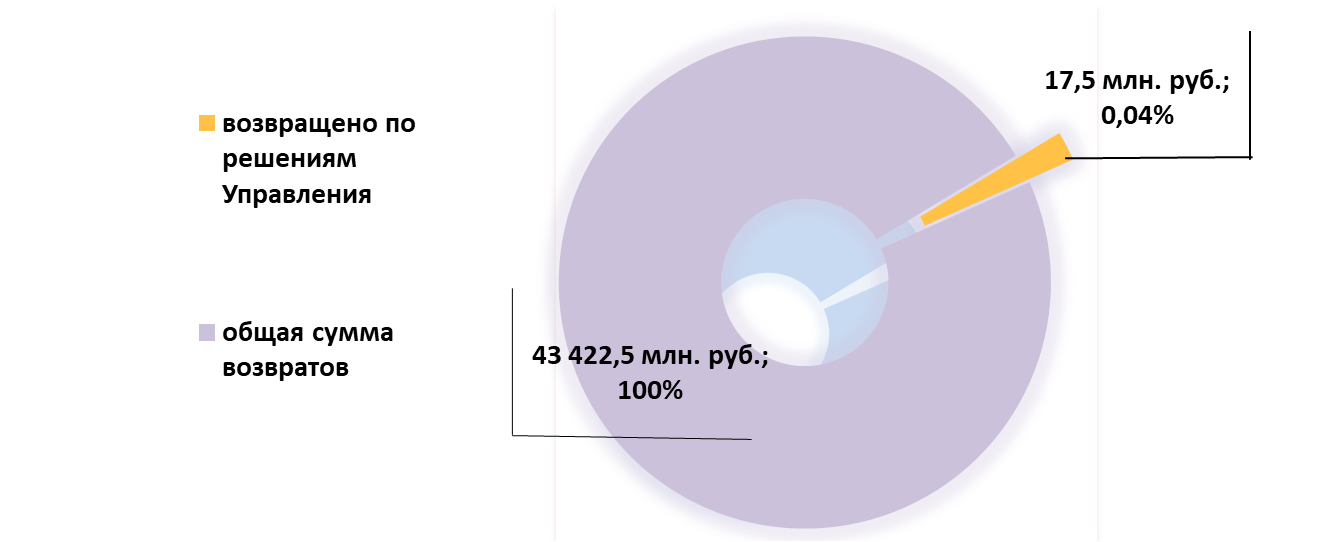 возвращено по
решениям
Управления
общая сумма
возвратов
17,5 млн. руб.;
0,04%
43 422,5 млн. руб.;
100%